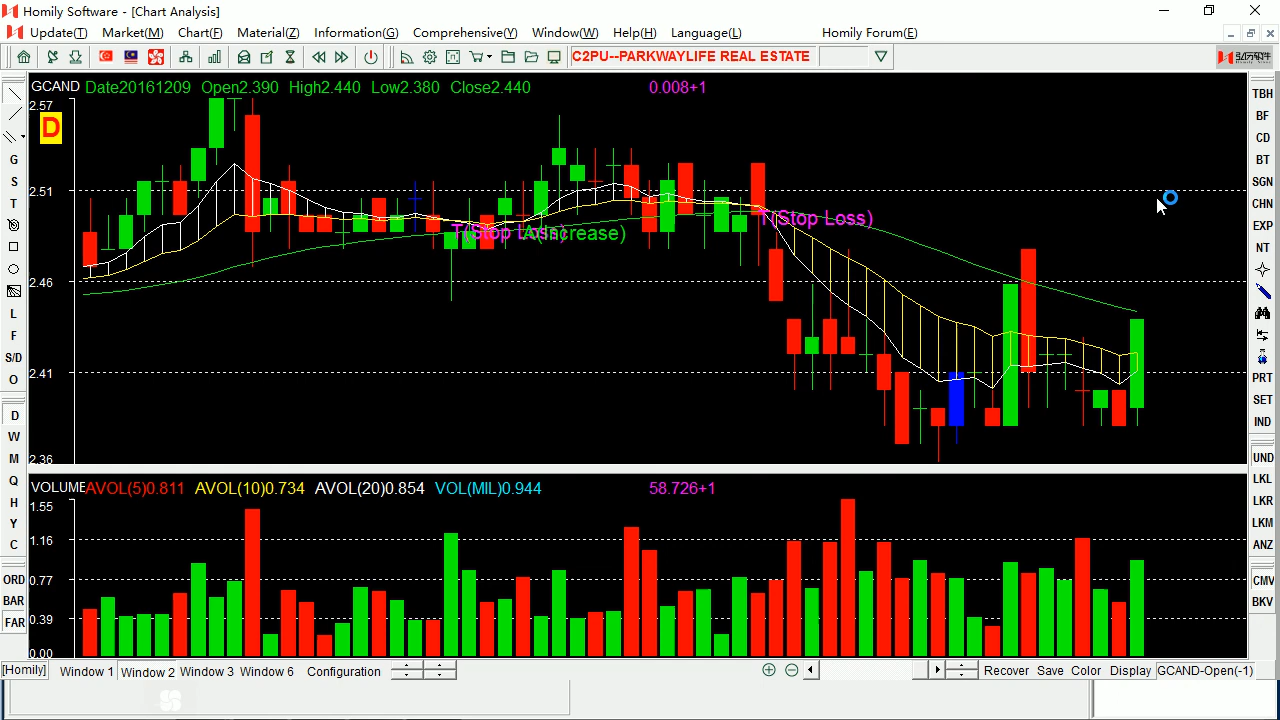 Homily Software - [Chart Analysis]
Update(T) Market(M) Chart(F) Material(Z) Information(G) Comprehensive(Y) Window(W) Help(H) Language(L) Homily Forum(E)
C2PU--PARKWAYLIFE REAL ESTATE
GCAND Date20161209 Open2.390 High2.440 Low2.380 Close2.440 0.008+1
TBH
BF
CD
BT
SGN
CHN
EXP
NT
PRT
SET
IND
UND
LKL
LKR
LKM
ANZ
CMV
BKV
G
S
T
L
F
S/D
O
D
W
M
Q
H
Y
C
ORD
BAR
FAR
2.57
D
2.51
2.46
2.41
2.36
T(Stop Loss)
A(Increase)
T(Stop Loss)
VOLUME AVOL(5)0.811 AVOL(10)0.734 AVOL(20)0.854 VOL(MIL)0.944 58.726+1
1.55
1.16
0.77
0.39
0.00
[Homily] Window 1 Window 2 Window 3 Window 6 Configuration Recover Save Color Display GCAND-Open(-1)